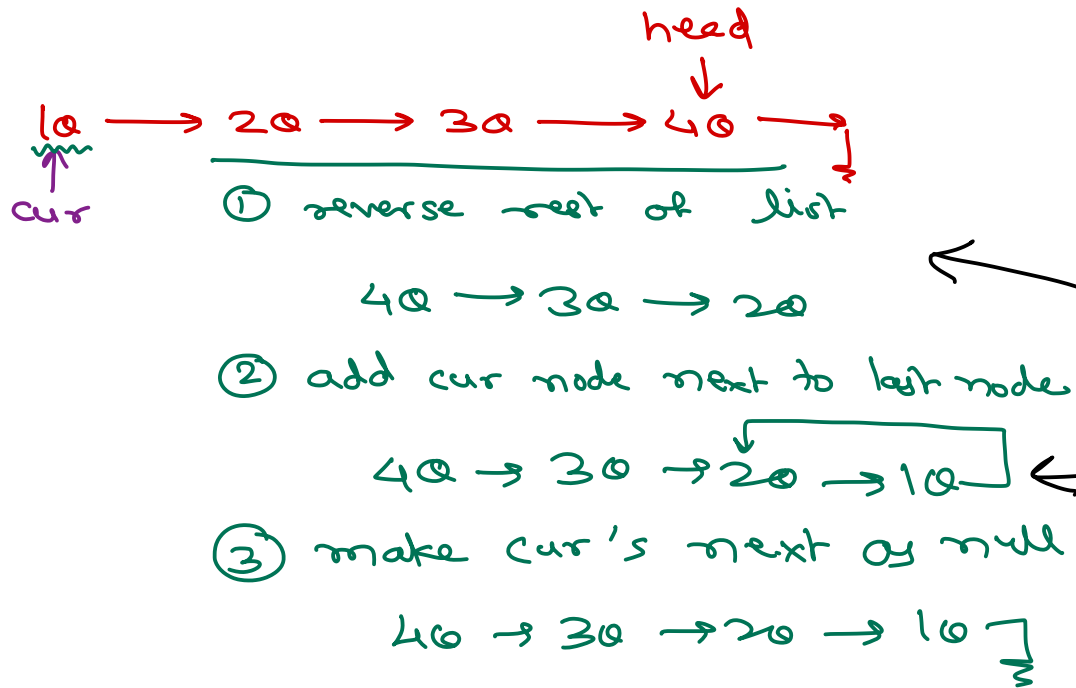 head
10 → 20 → 30 → 40 →
cur
① reverse rest of list
40 → 30 → 20
② add cur node next to last node
40 → 30 → 20 → 10
③ make cur's next as null
40 → 30 → 20 → 10